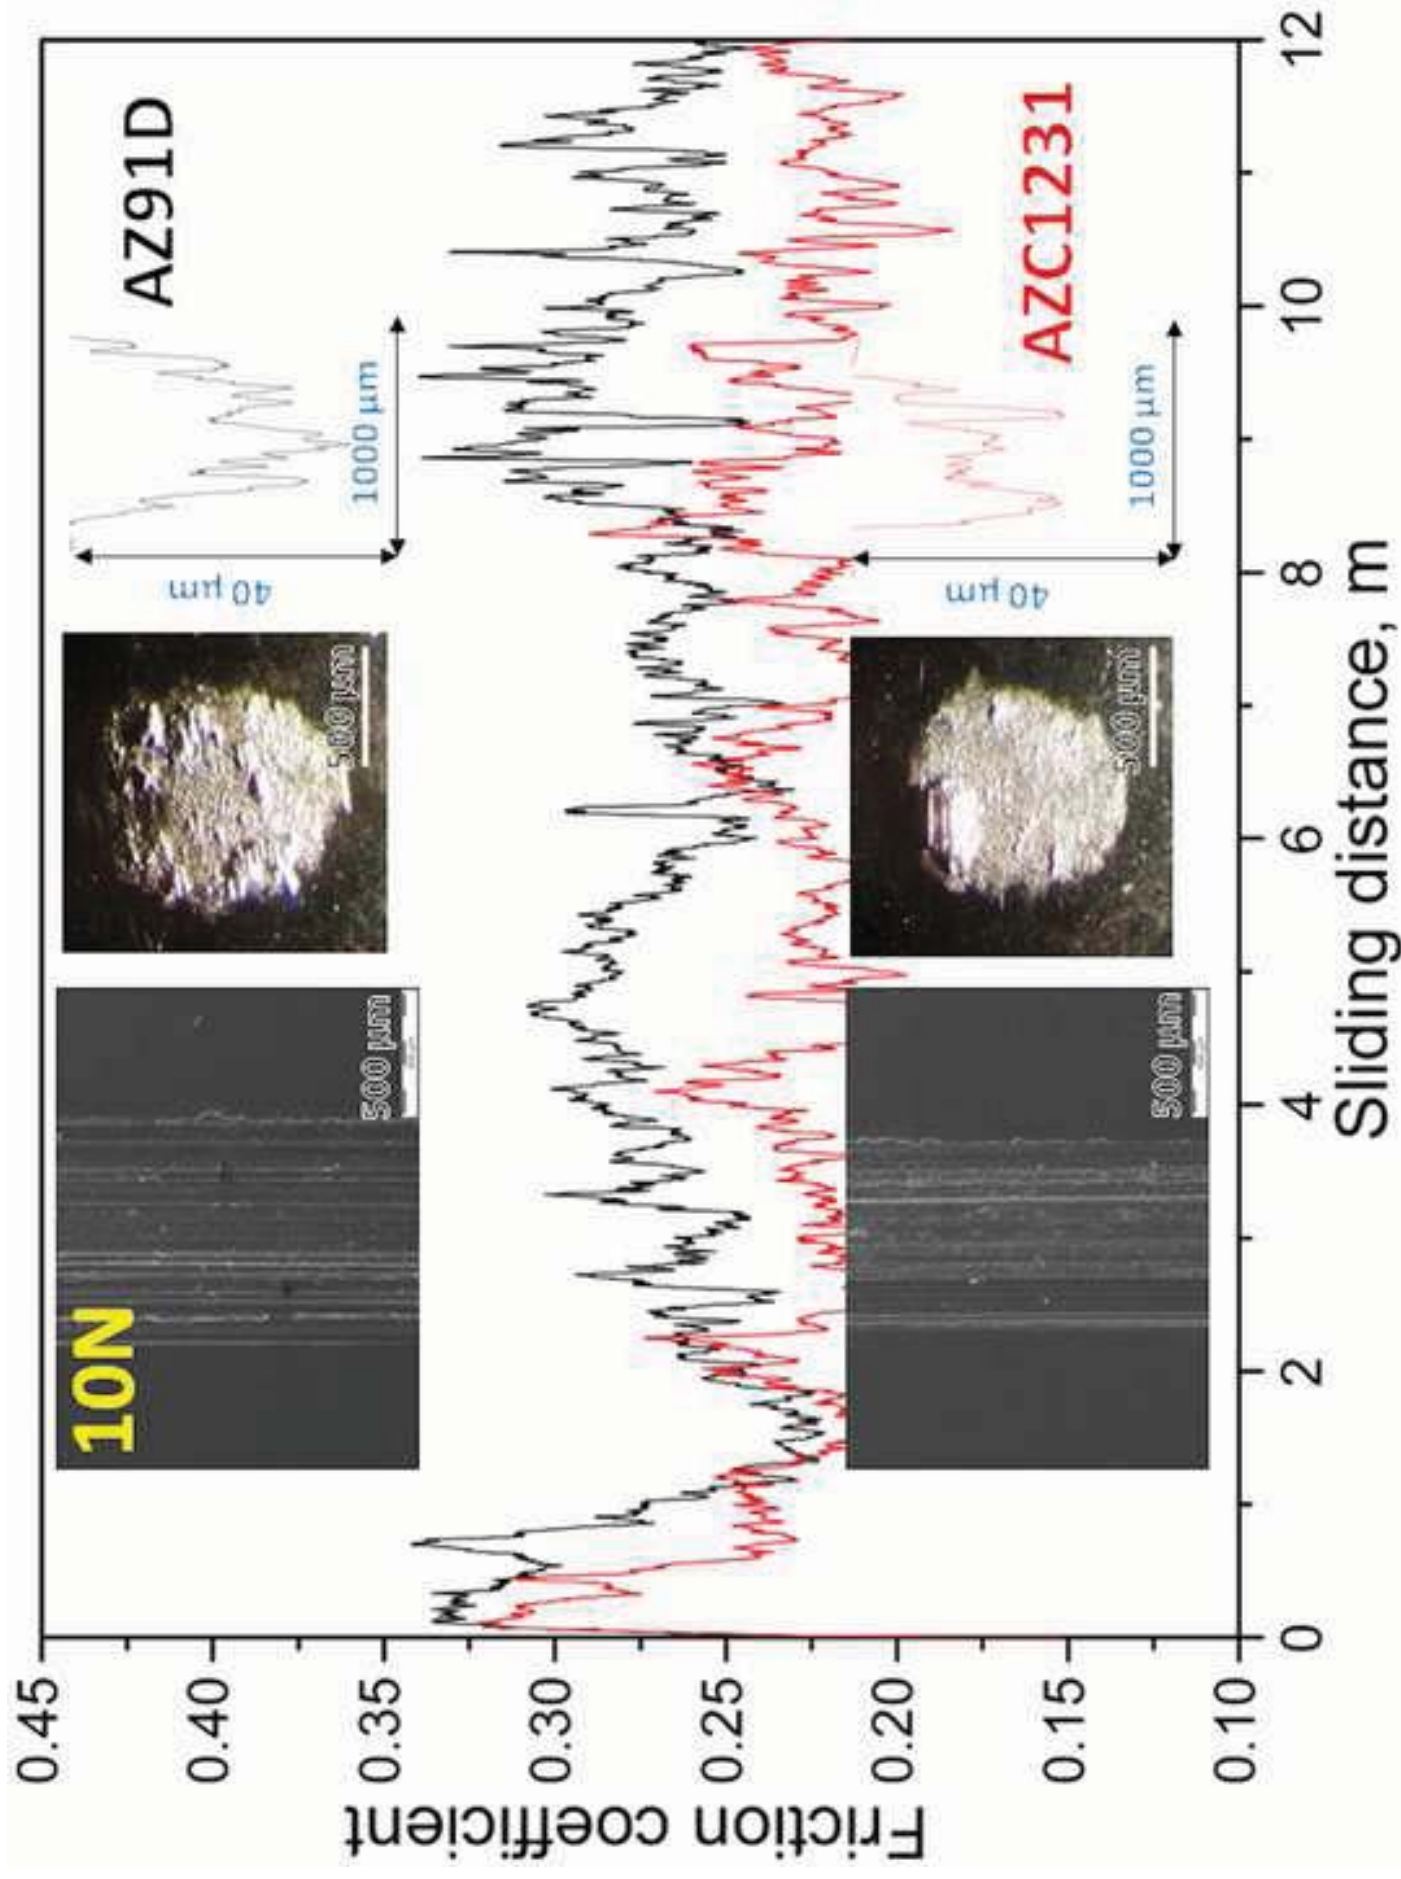 Friction coefficient
0.45
0.40
0.35
0.30
0.25
0.20
0.15
0.10
10N
500 µm
500 µm
40 µm
1000 µm
AZ91D
500 µm
500 µm
40 µm
1000 µm
AZC1231
0
2
4
6
8
10
12
Sliding distance, m